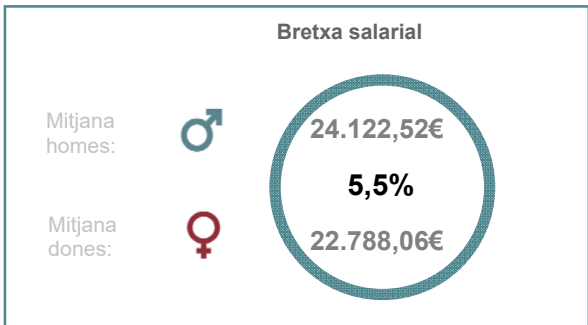 Bretxa salarial
Mitjana
homes:
24.122,52€
5,5%
Mitjana
dones:
22.788,06€